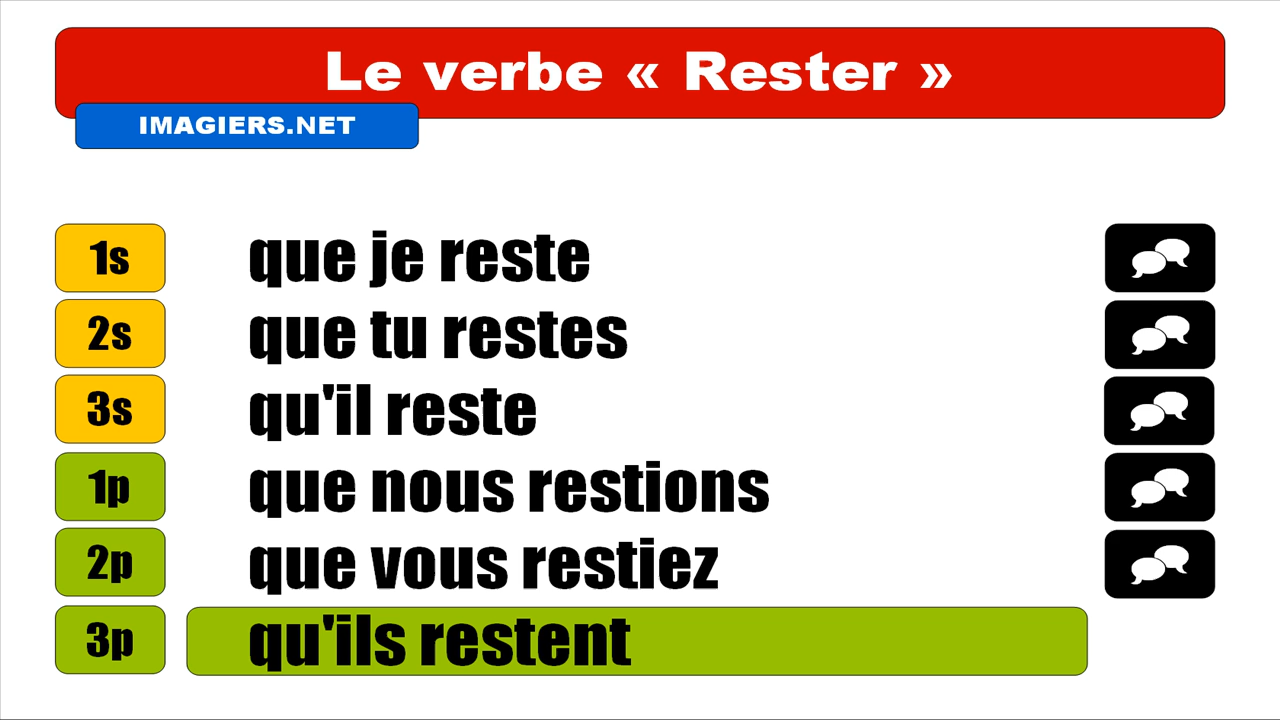 Le verbe « Rester »
IMAGIERS.NET
1s que je reste
2s que tu restes
3s qu'il reste
1p que nous restions
2p que vous restiez
3p qu'ils restent